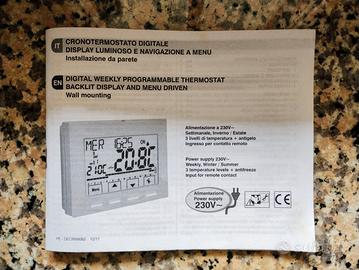 IT
CRONOTERMOSTATO DIGITALE
DISPLAY LUMINOSO E NAVIGAZIONE A MENU
Installazione da parete
EN
DIGITAL WEEKLY PROGRAMMABLE THERMOSTAT
BACKLIT DISPLAY AND MENU DRIVEN
Wall mounting
MER
Alimentazione a 230V~
Settimanale, Inverno / Estate
3 livelli di temperatura + antigelo
Ingresso per contatto remoto
Power supply 230V~
Weekly, Winter / Summer
3 temperature levels + antifreeze
Input for remote contact
Alimentazione
Power supply
230V~
CE